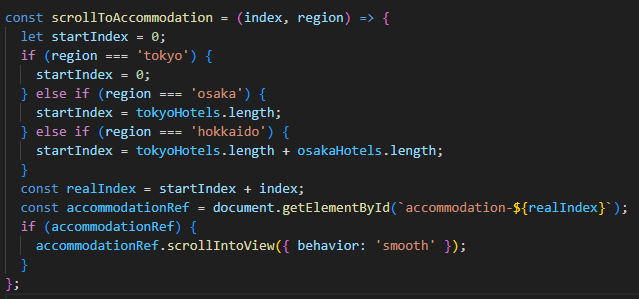 const scrollToAccommodation = (index, region) => {
  let startIndex = 0;
  if (region === 'tokyo') {
    startIndex = 0;
  } else if (region === 'osaka') {
    startIndex = tokyoHotels.length;
  } else if (region === 'hokkaido') {
    startIndex = tokyoHotels.length + osakaHotels.length;
  }
  const realIndex = startIndex + index;
  const accommodationRef = document.getElementById(`accommodation-${realIndex}`);
  if (accommodationRef) {
    accommodationRef.scrollIntoView({ behavior: 'smooth' });
  }
};